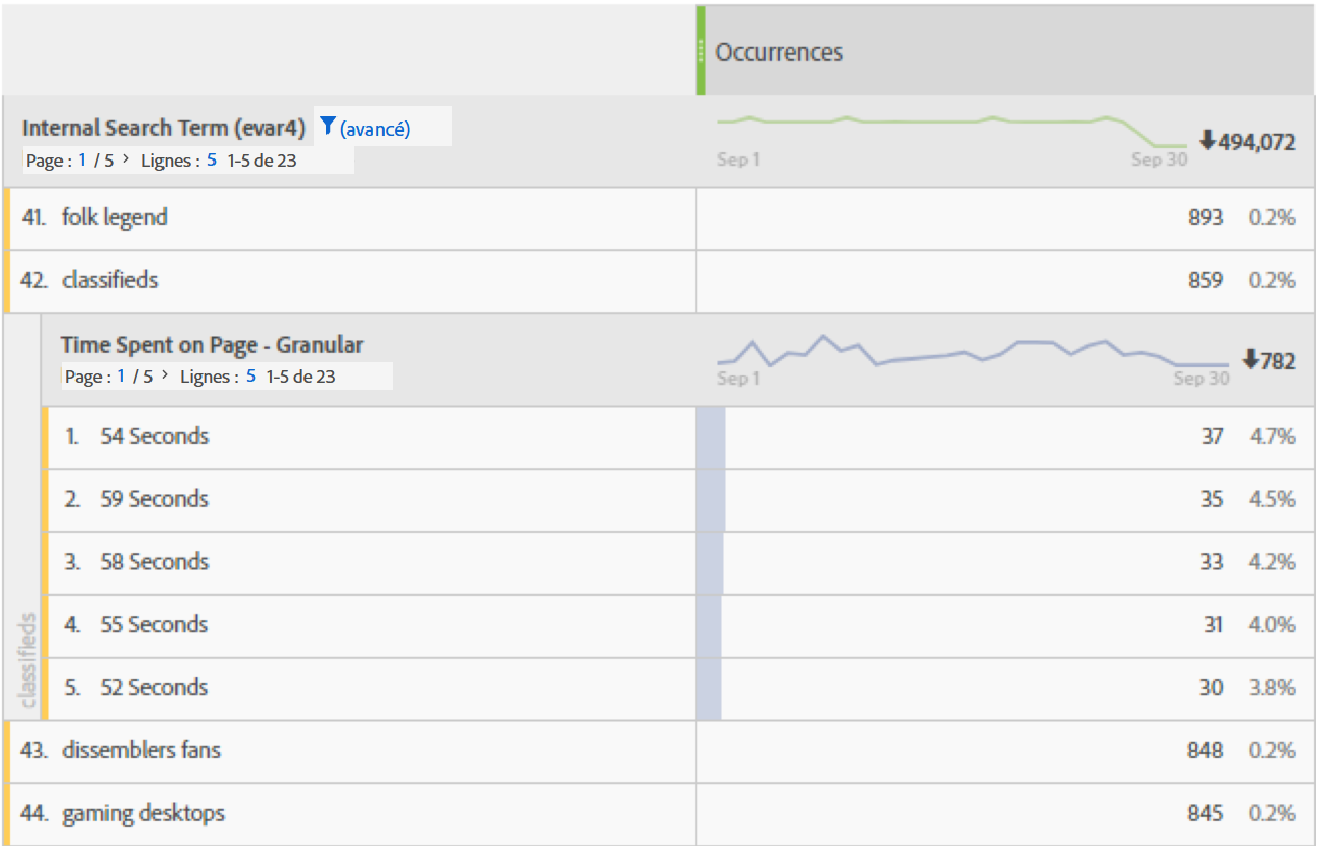 Occurrences
Internal Search Term (evar4) (avancé)
Page : 1 / 5 > Lignes : 5 1-5 de 23
Sep 1 Sep 30 494,072
41. folk legend 893 0.2%
42. classifieds 859 0.2%
Time Spent on Page - Granular
Page : 1 / 5 > Lignes : 5 1-5 de 23
Sep 1 Sep 30 782
classifieds
1. 54 Seconds 37 4.7%
2. 59 Seconds 35 4.5%
3. 58 Seconds 33 4.2%
4. 55 Seconds 31 4.0%
5. 52 Seconds 30 3.8%
43. dissemblers fans 848 0.2%
44. gaming desktops 845 0.2%